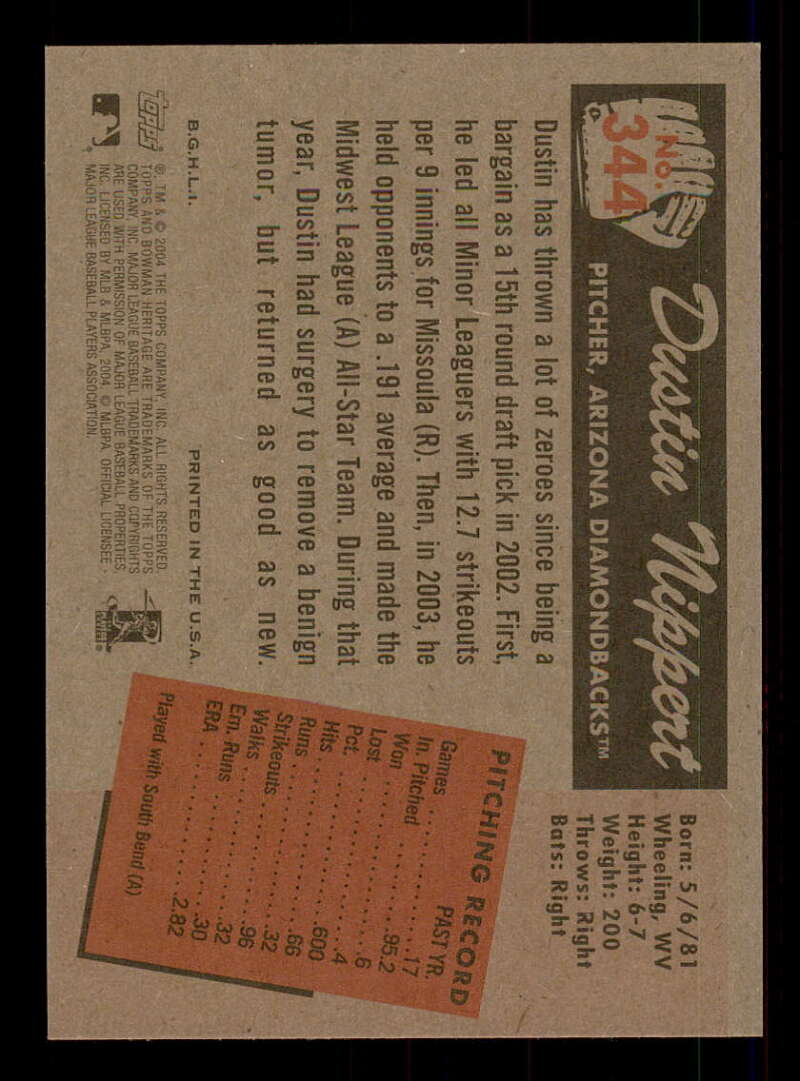 No.
344
Dustin Nippert
PITCHER, ARIZONA DIAMONDBACKS™
Born: 5/6/81
Wheeling, WV
Height: 6-7
Weight: 200
Throws: Right
Bats: Right
Dustin has thrown a lot of zeroes since being a
bargain as a 15th round draft pick in 2002. First,
he led all Minor Leaguers with 12.7 strikeouts
per 9 innings for Missoula (R). Then, in 2003, he
held opponents to a .191 average and made the
Midwest League (A) All-Star Team. During that
year, Dustin had surgery to remove a benign
tumor, but returned as good as new.
PITCHING RECORD
PAST YR.
Games . . . . . . . . . . . .17
In. Pitched . . . . . . . .95.2
Won . . . . . . . . . . . . . .6
Lost . . . . . . . . . . . . . .4
Pct. . . . . . . . . . . . . .600
Hits . . . . . . . . . . . . . .66
Runs . . . . . . . . . . . . .32
Strikeouts . . . . . . . . .96
Walks . . . . . . . . . . . .32
Ern. Runs . . . . . . . . .30
ERA . . . . . . . . . . . .2.82
Played with South Bend (A)
B.G.H.L.I. PRINTED IN THE U.S.A.
Topps
®, TM & © 2004 THE TOPPS COMPANY, INC. ALL RIGHTS RESERVED.
TOPPS AND BOWMAN HERITAGE ARE TRADEMARKS OF THE TOPPS
COMPANY, INC. MAJOR LEAGUE BASEBALL TRADEMARKS AND COPYRIGHTS
ARE USED WITH PERMISSION OF MAJOR LEAGUE BASEBALL PROPERTIES,
INC. LICENSED BY MLB & MLBPA, 2004. © MLBPA. OFFICIAL LICENSEE -
MAJOR LEAGUE BASEBALL PLAYERS ASSOCIATION.